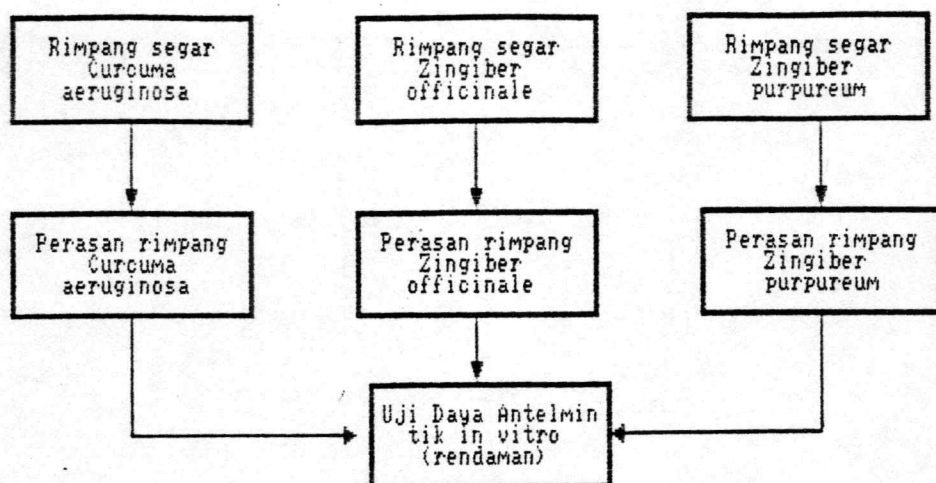 Rimpang segar
Curcuma
aeruginosa
Rimpang segar
Zingiber
officinale
Rimpang segar
Zingiber
purpureum
Perasan rimpang
Curcuma
aeruginosa
Perasan rimpang
Zingiber
officinale
Perasan rimpang
Zingiber
purpureum
Uji Daya Antelmin
tik in vitro
(rendaman)